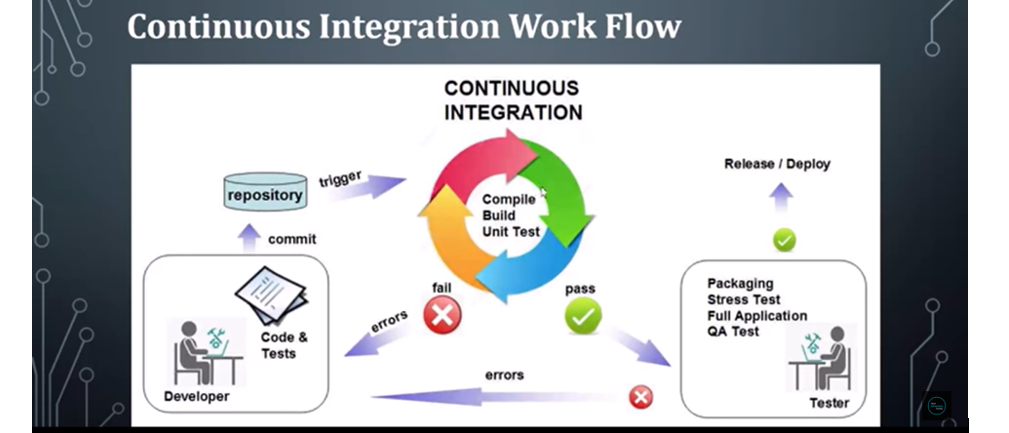 Continuous Integration Work Flow
CONTINUOUS
INTEGRATION
Release / Deploy
trigger
repository
Compile
Build
Unit Test
commit
fail
pass
Packaging
Stress Test
Full Application
QA Test
errors
Code &
Tests
errors
Developer
Tester